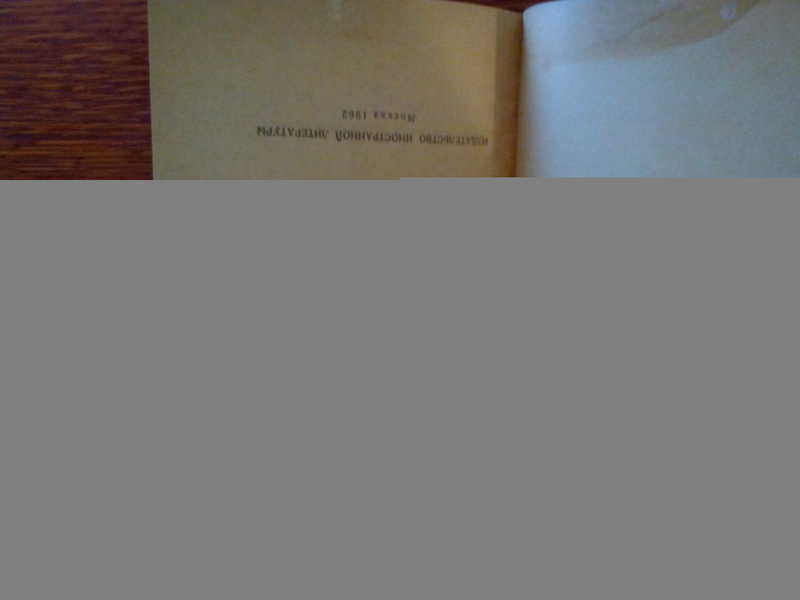 ИЗДАТЕЛЬСТВО ИНОСТРАННОЙ ЛИТЕРАТУРЫ
Москва 1962